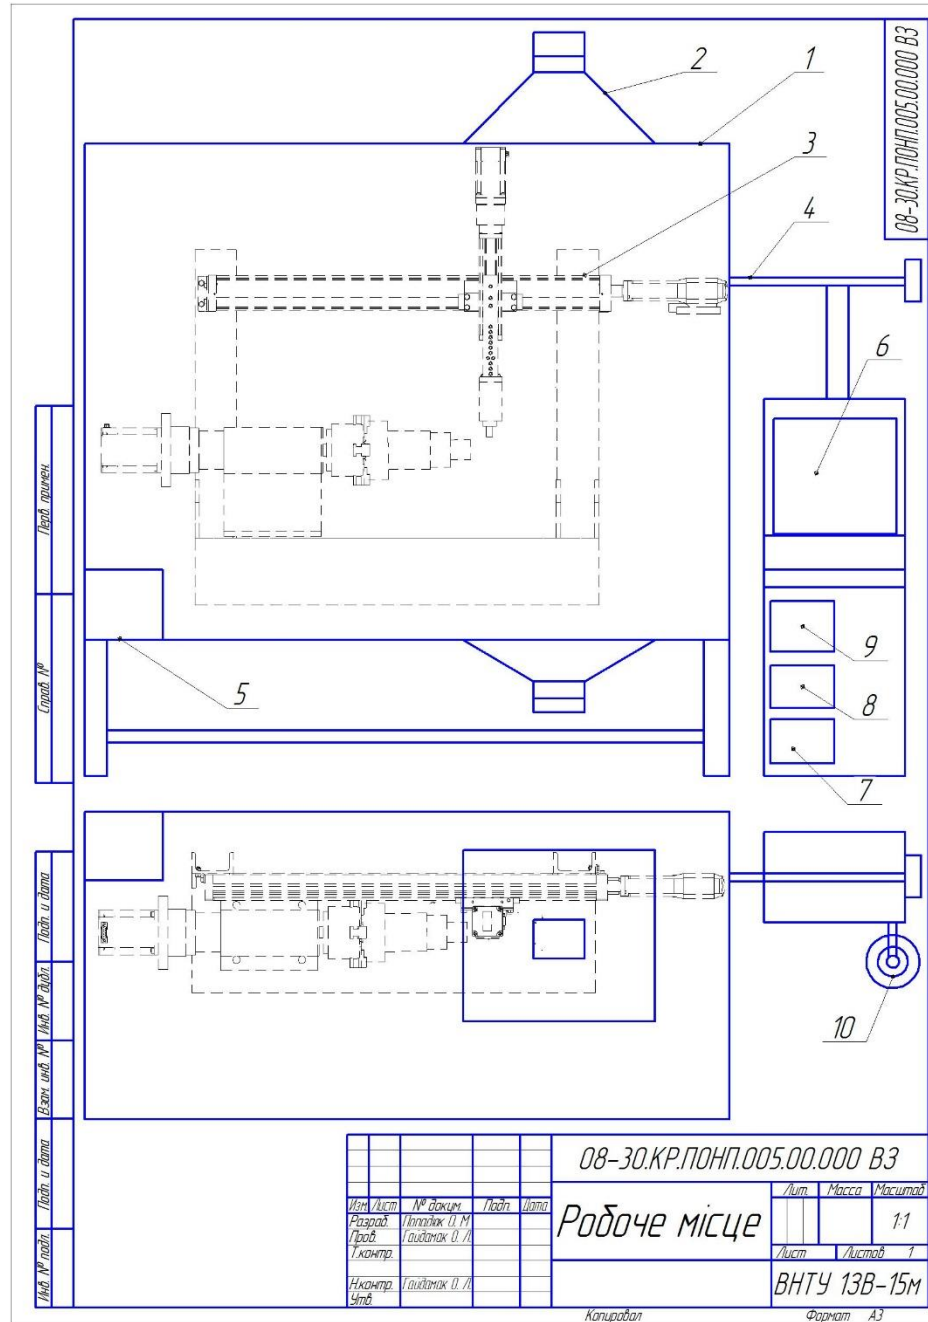 08-30.КР.ПОНП.005.00.000 ВЗ
2
1
3
4
6
9
5
8
7
10
Перв. примен.
Справ. №
Подп. и дата
Инв. № дубл.
Взам. инв. №
Подп. и дата
Инв. № подл.
08-30.КР.ПОНП.005.00.000 ВЗ
Изм. Лист № докум. Подп. Дата
Разраб. О. М
Пров. Гайдамак О. Л.
Т.контр.
Н.контр. Гайдамак О. Л.
Утв.
Робоче місце
Лит. Масса Масштаб
1:1
Лист Листов 1
ВНТУ 13В-15м
Копировал Формат А3